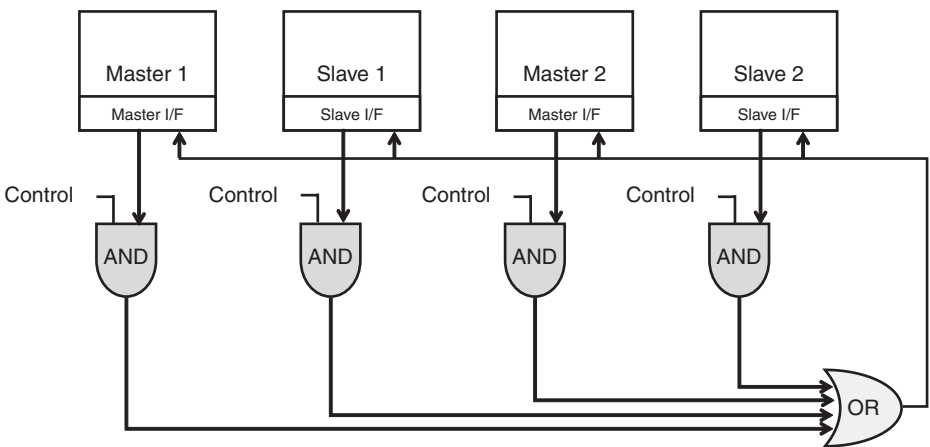 Master 1
Slave 1
Master 2
Slave 2
Master I/F
Slave I/F
Master I/F
Slave I/F
Control
Control
Control
Control
AND
AND
AND
AND
OR